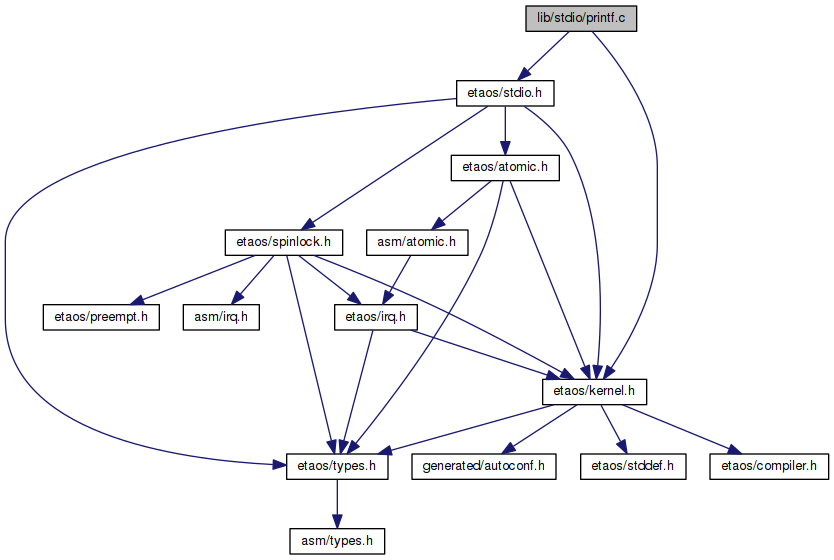 lib/stdio/printf.c
etaos/stdio.h
etaos/atomic.h
etaos/spinlock.h
asm/atomic.h
etaos/preempt.h
asm/irq.h
etaos/irq.h
etaos/kernel.h
etaos/types.h
generated/autoconf.h
etaos/stddef.h
etaos/compiler.h
asm/types.h